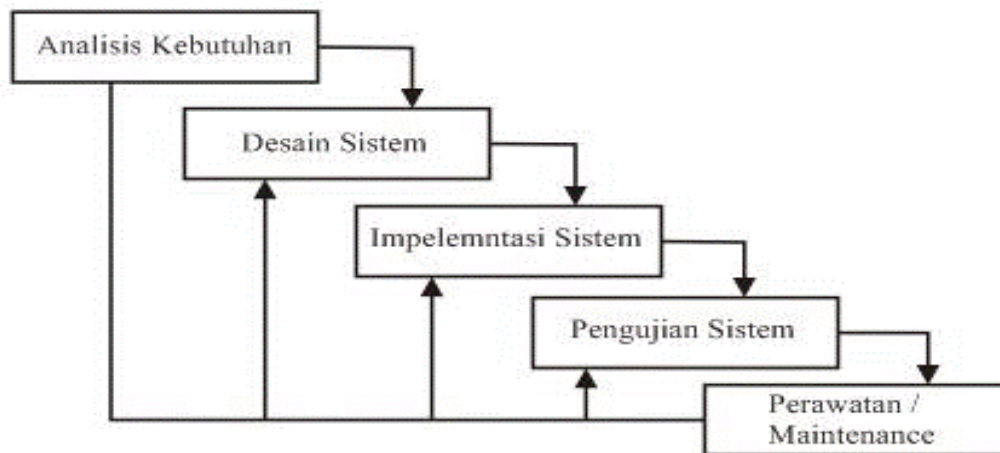 Analisis Kebutuhan
Desain Sistem
Impelemntasi Sistem
Pengujian Sistem
Perawatan /
Maintenance